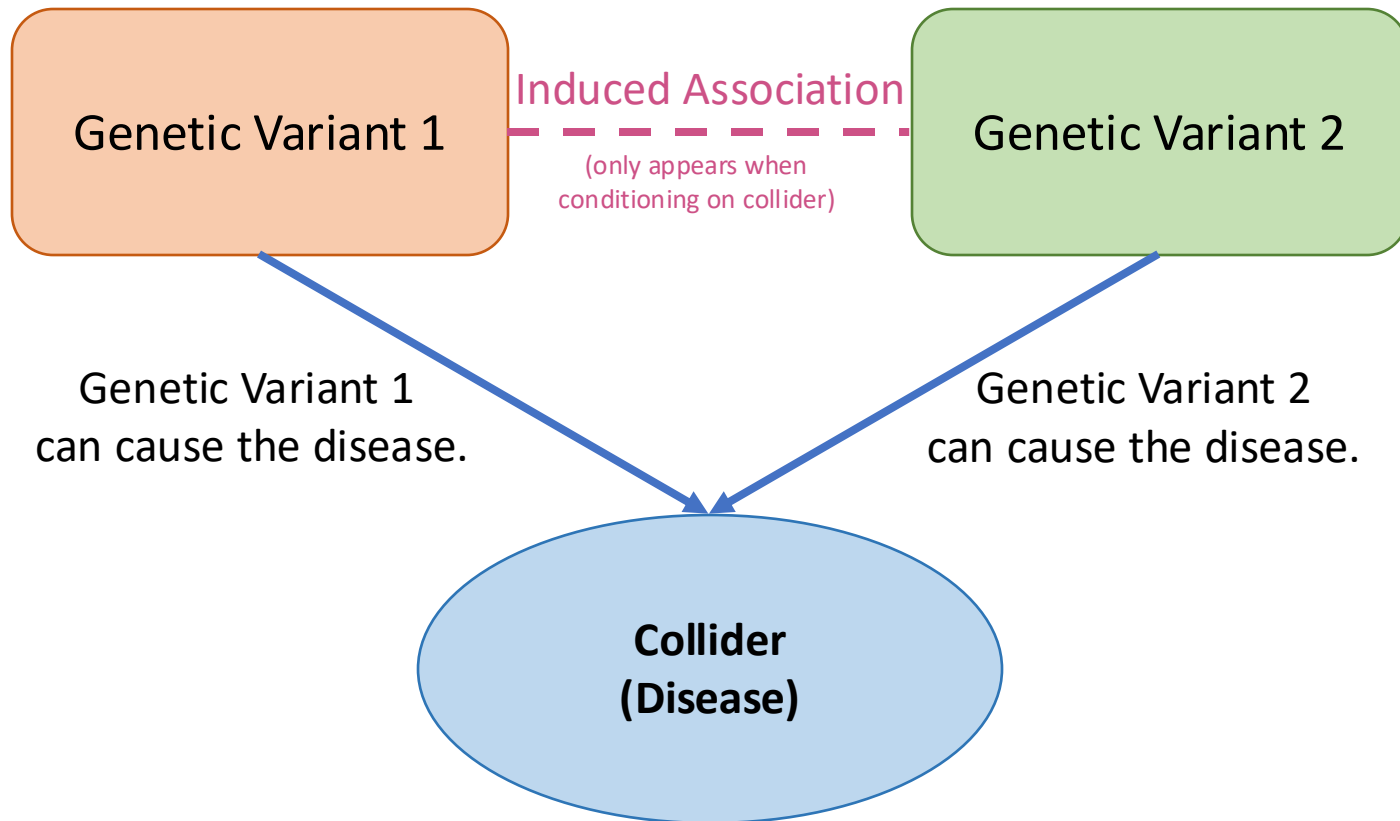 Genetic Variant 1
Induced Association
(only appears when
conditioning on collider)
Genetic Variant 2
Genetic Variant 1
can cause the disease.
Genetic Variant 2
can cause the disease.
Collider
(Disease)